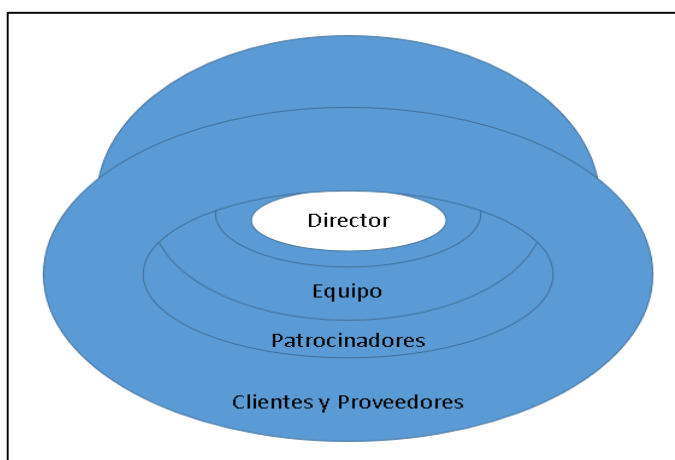 Director
Equipo
Patrocinadores
Clientes y Proveedores